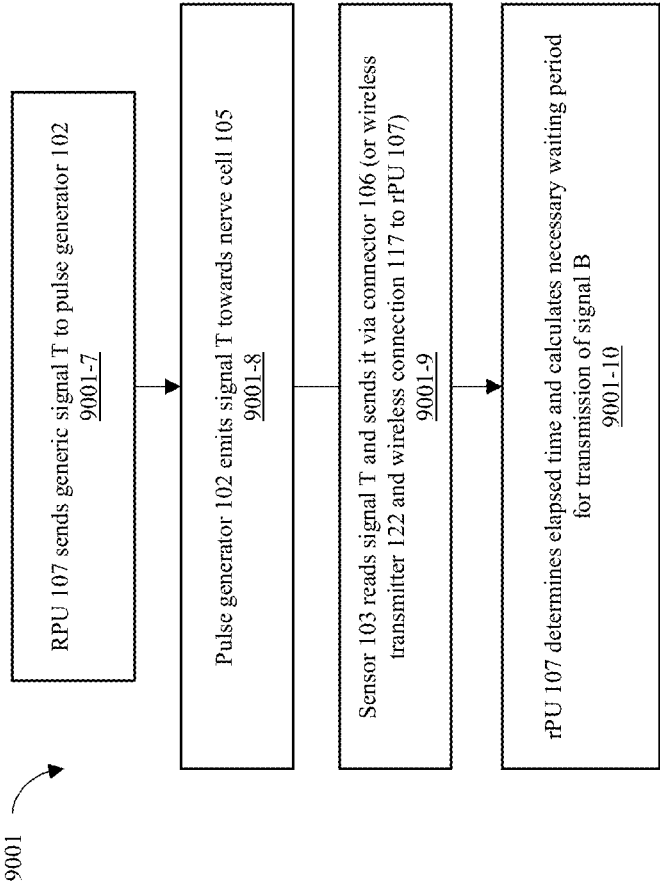 9001
RPU 107 sends generic signal T to pulse generator 102
9001-7
Pulse generator 102 emits signal T towards nerve cell 105
9001-8
Sensor 103 reads signal T and sends it via connector 106 (or wireless
transmitter 122 and wireless connection 117 to rPU 107)
9001-9
rPU 107 determines elapsed time and calculates necessary waiting period
for transmission of signal B
9001-10